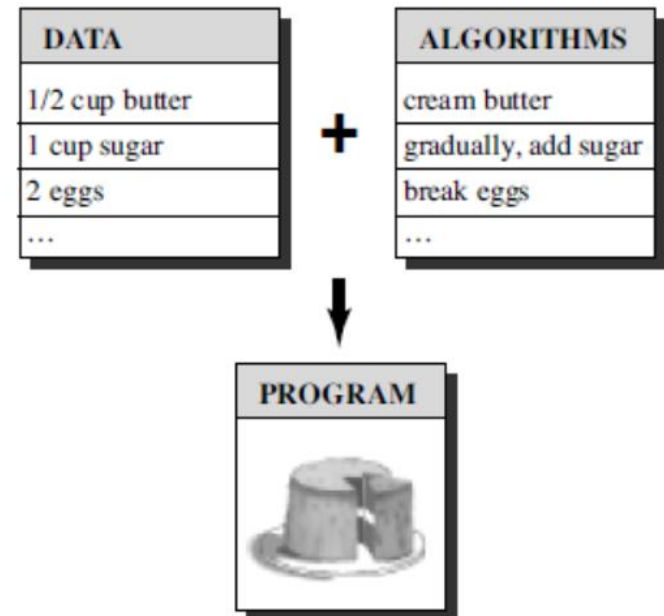 DATA
1/2 cup butter
1 cup sugar
2 eggs
…
+
ALGORITHMS
cream butter
gradually, add sugar
break eggs
…
PROGRAM